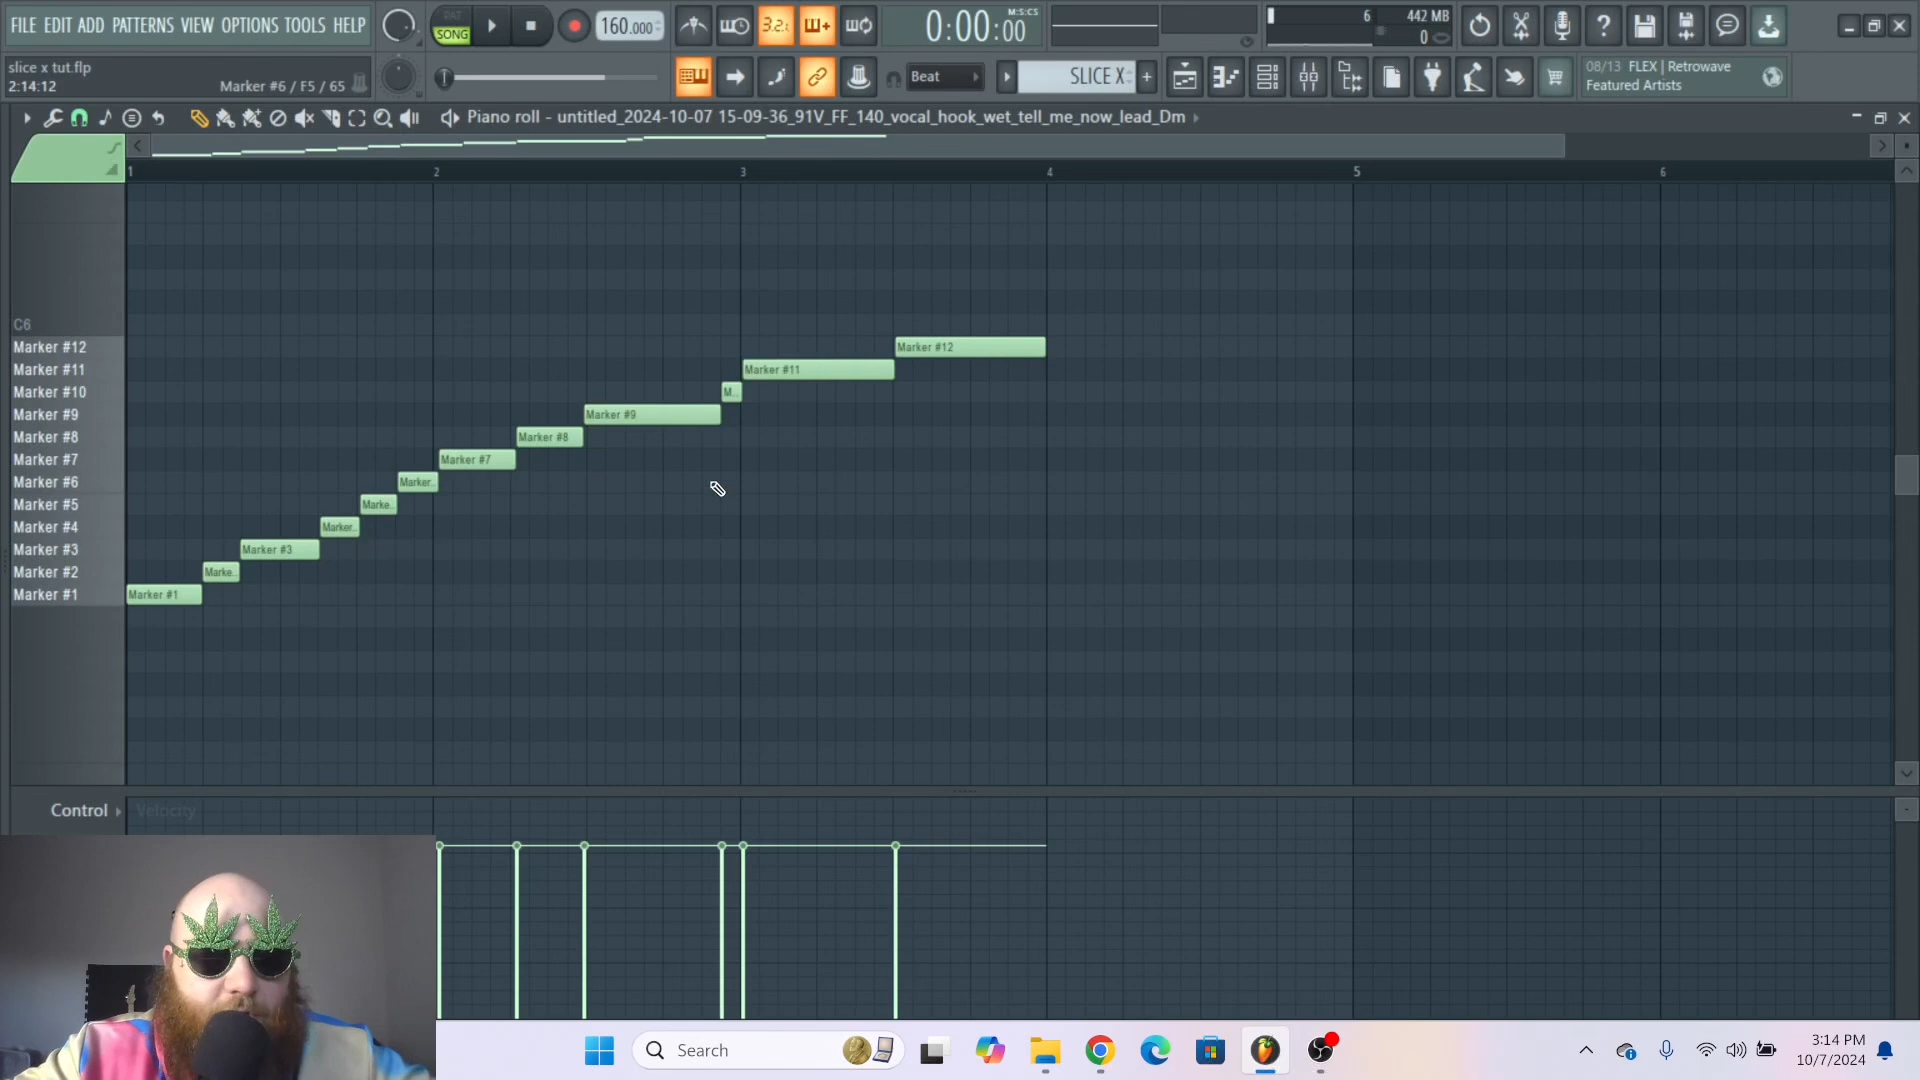 FILE EDIT ADD PATTERNS VIEW OPTIONS TOOLS HELP
PAT
SONG
160.000
3.2.
0:00:00
M:S:CS
6
442 MB
0
slice x tut.flp
2:14:12
Marker #6 / F5 / 65
Beat
SLICE X
08/13 FLEX | Retrowave
Featured Artists
Piano roll - untitled_2024-10-07 15-09-36_91V_FF_140_vocal_hook_wet_tell_me_now_lead_Dm
1 2 3 4 5 6
C6
Marker #12
Marker #11
Marker #10
Marker #9
Marker #8
Marker #7
Marker #6
Marker #5
Marker #4
Marker #3
Marker #2
Marker #1
Marker #12
Marker #11
M..
Marker #9
Marker #8
Marker #7
Marker..
Marke..
Marker..
Marker #3
Marke..
Marker #1
Control
Velocity
Search
3:14 PM
10/7/2024